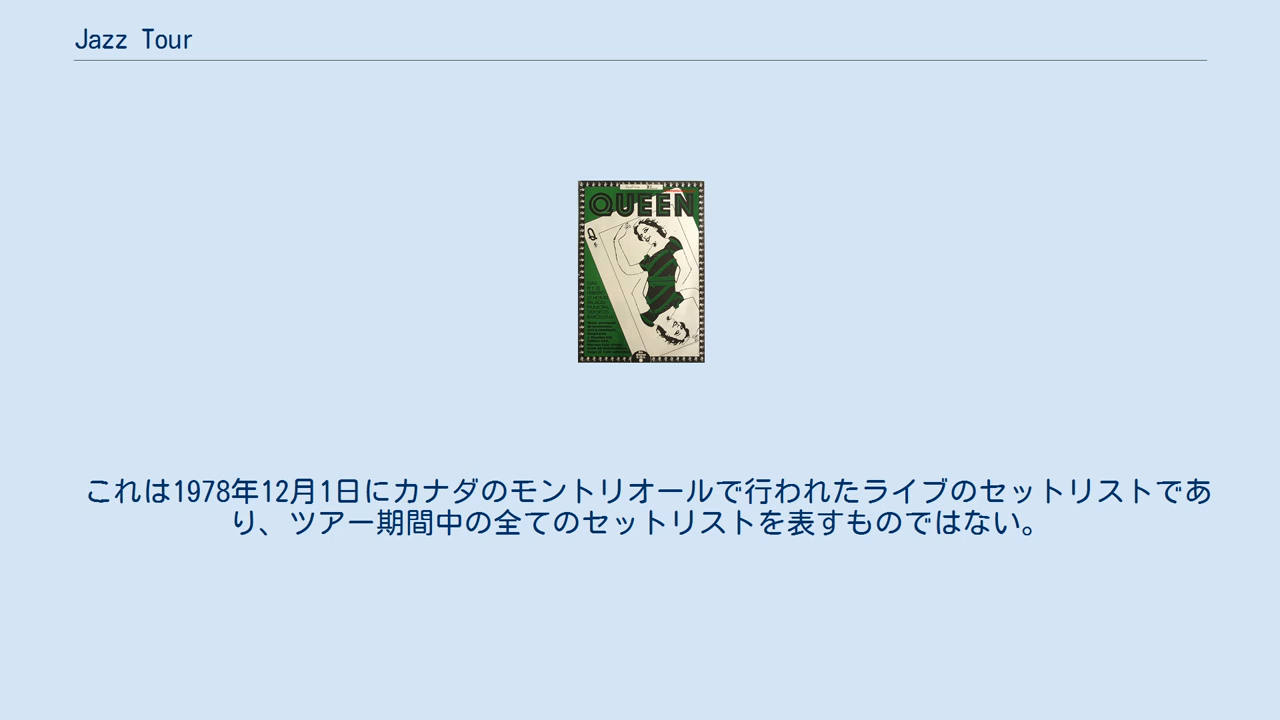 Jazz Tour
QUEEN
Q
これは1978年12月1日にカナダのモントリオールで行われたライブのセットリストであ
り、ツアー期間中の全てのセットリストを表すものではない。